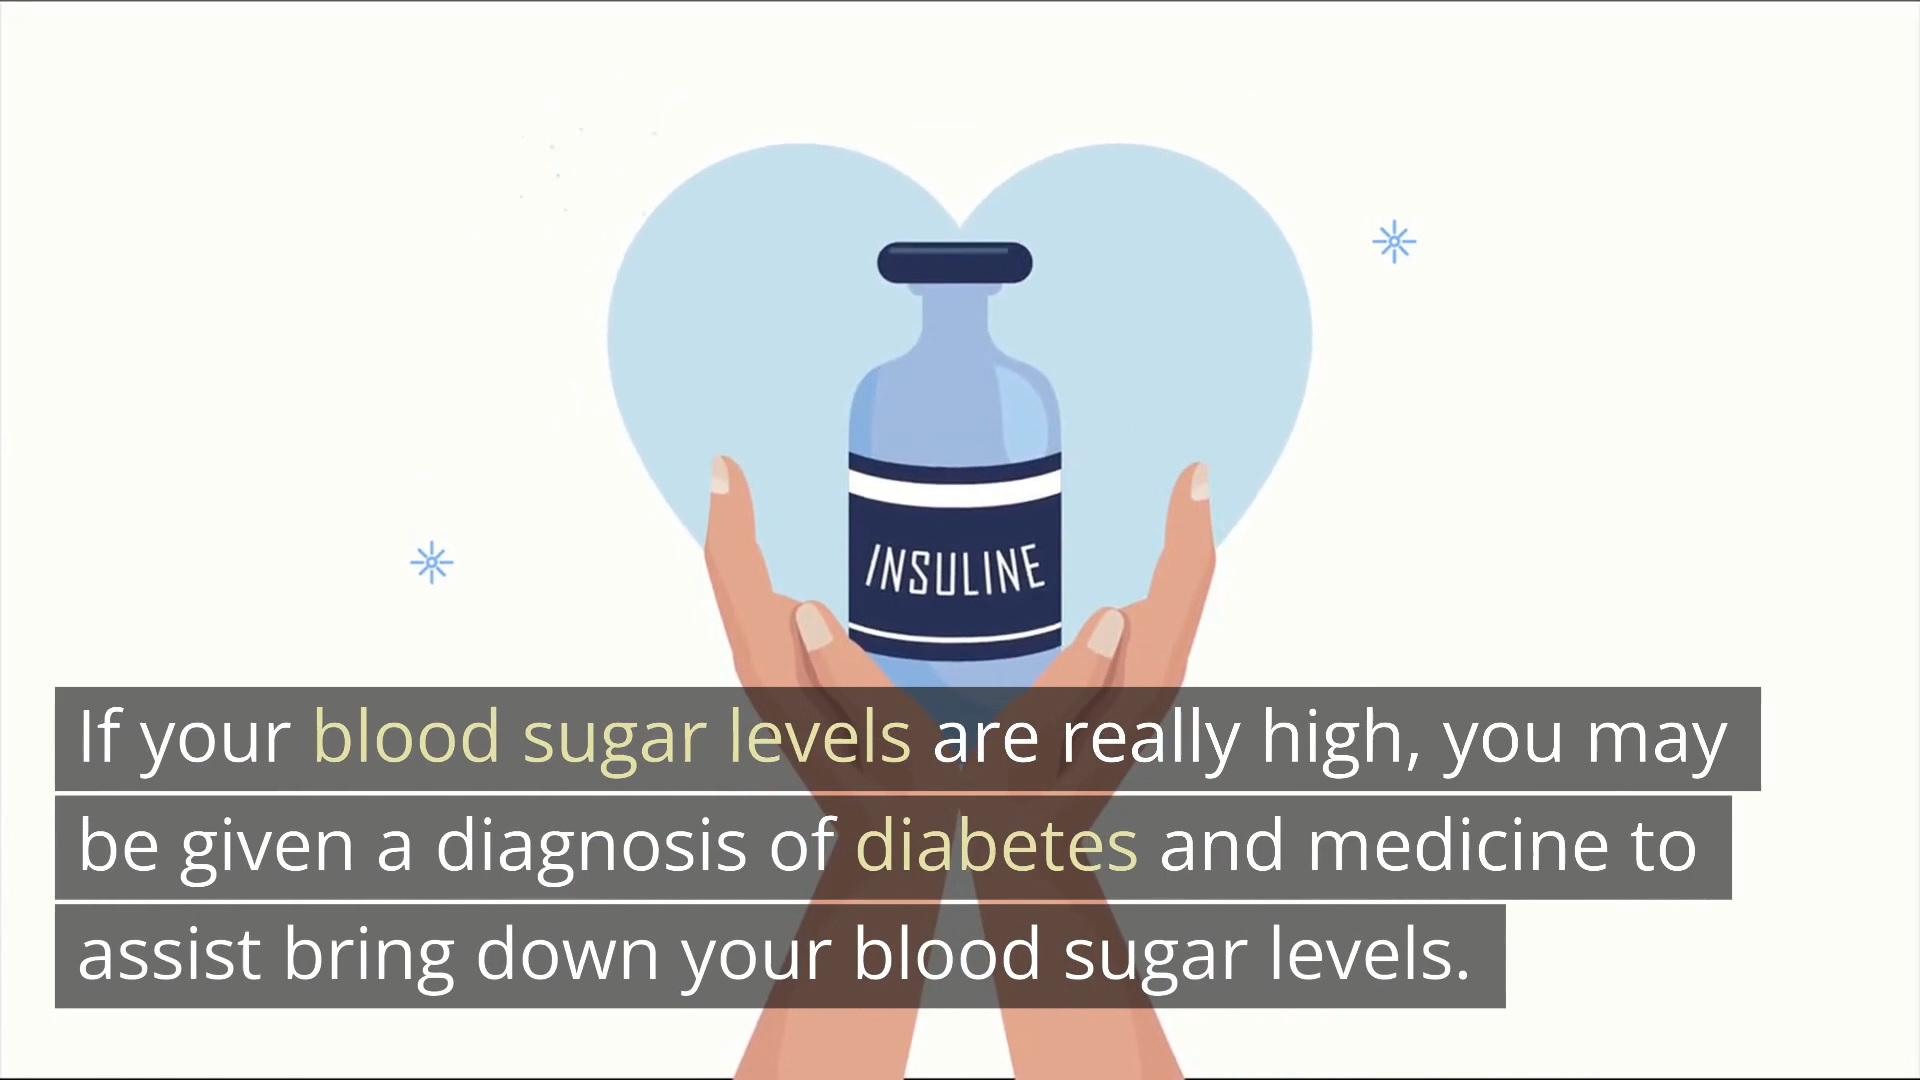 INSULINE
If your blood sugar levels are really high, you may
be given a diagnosis of diabetes and medicine to
assist bring down your blood sugar levels.